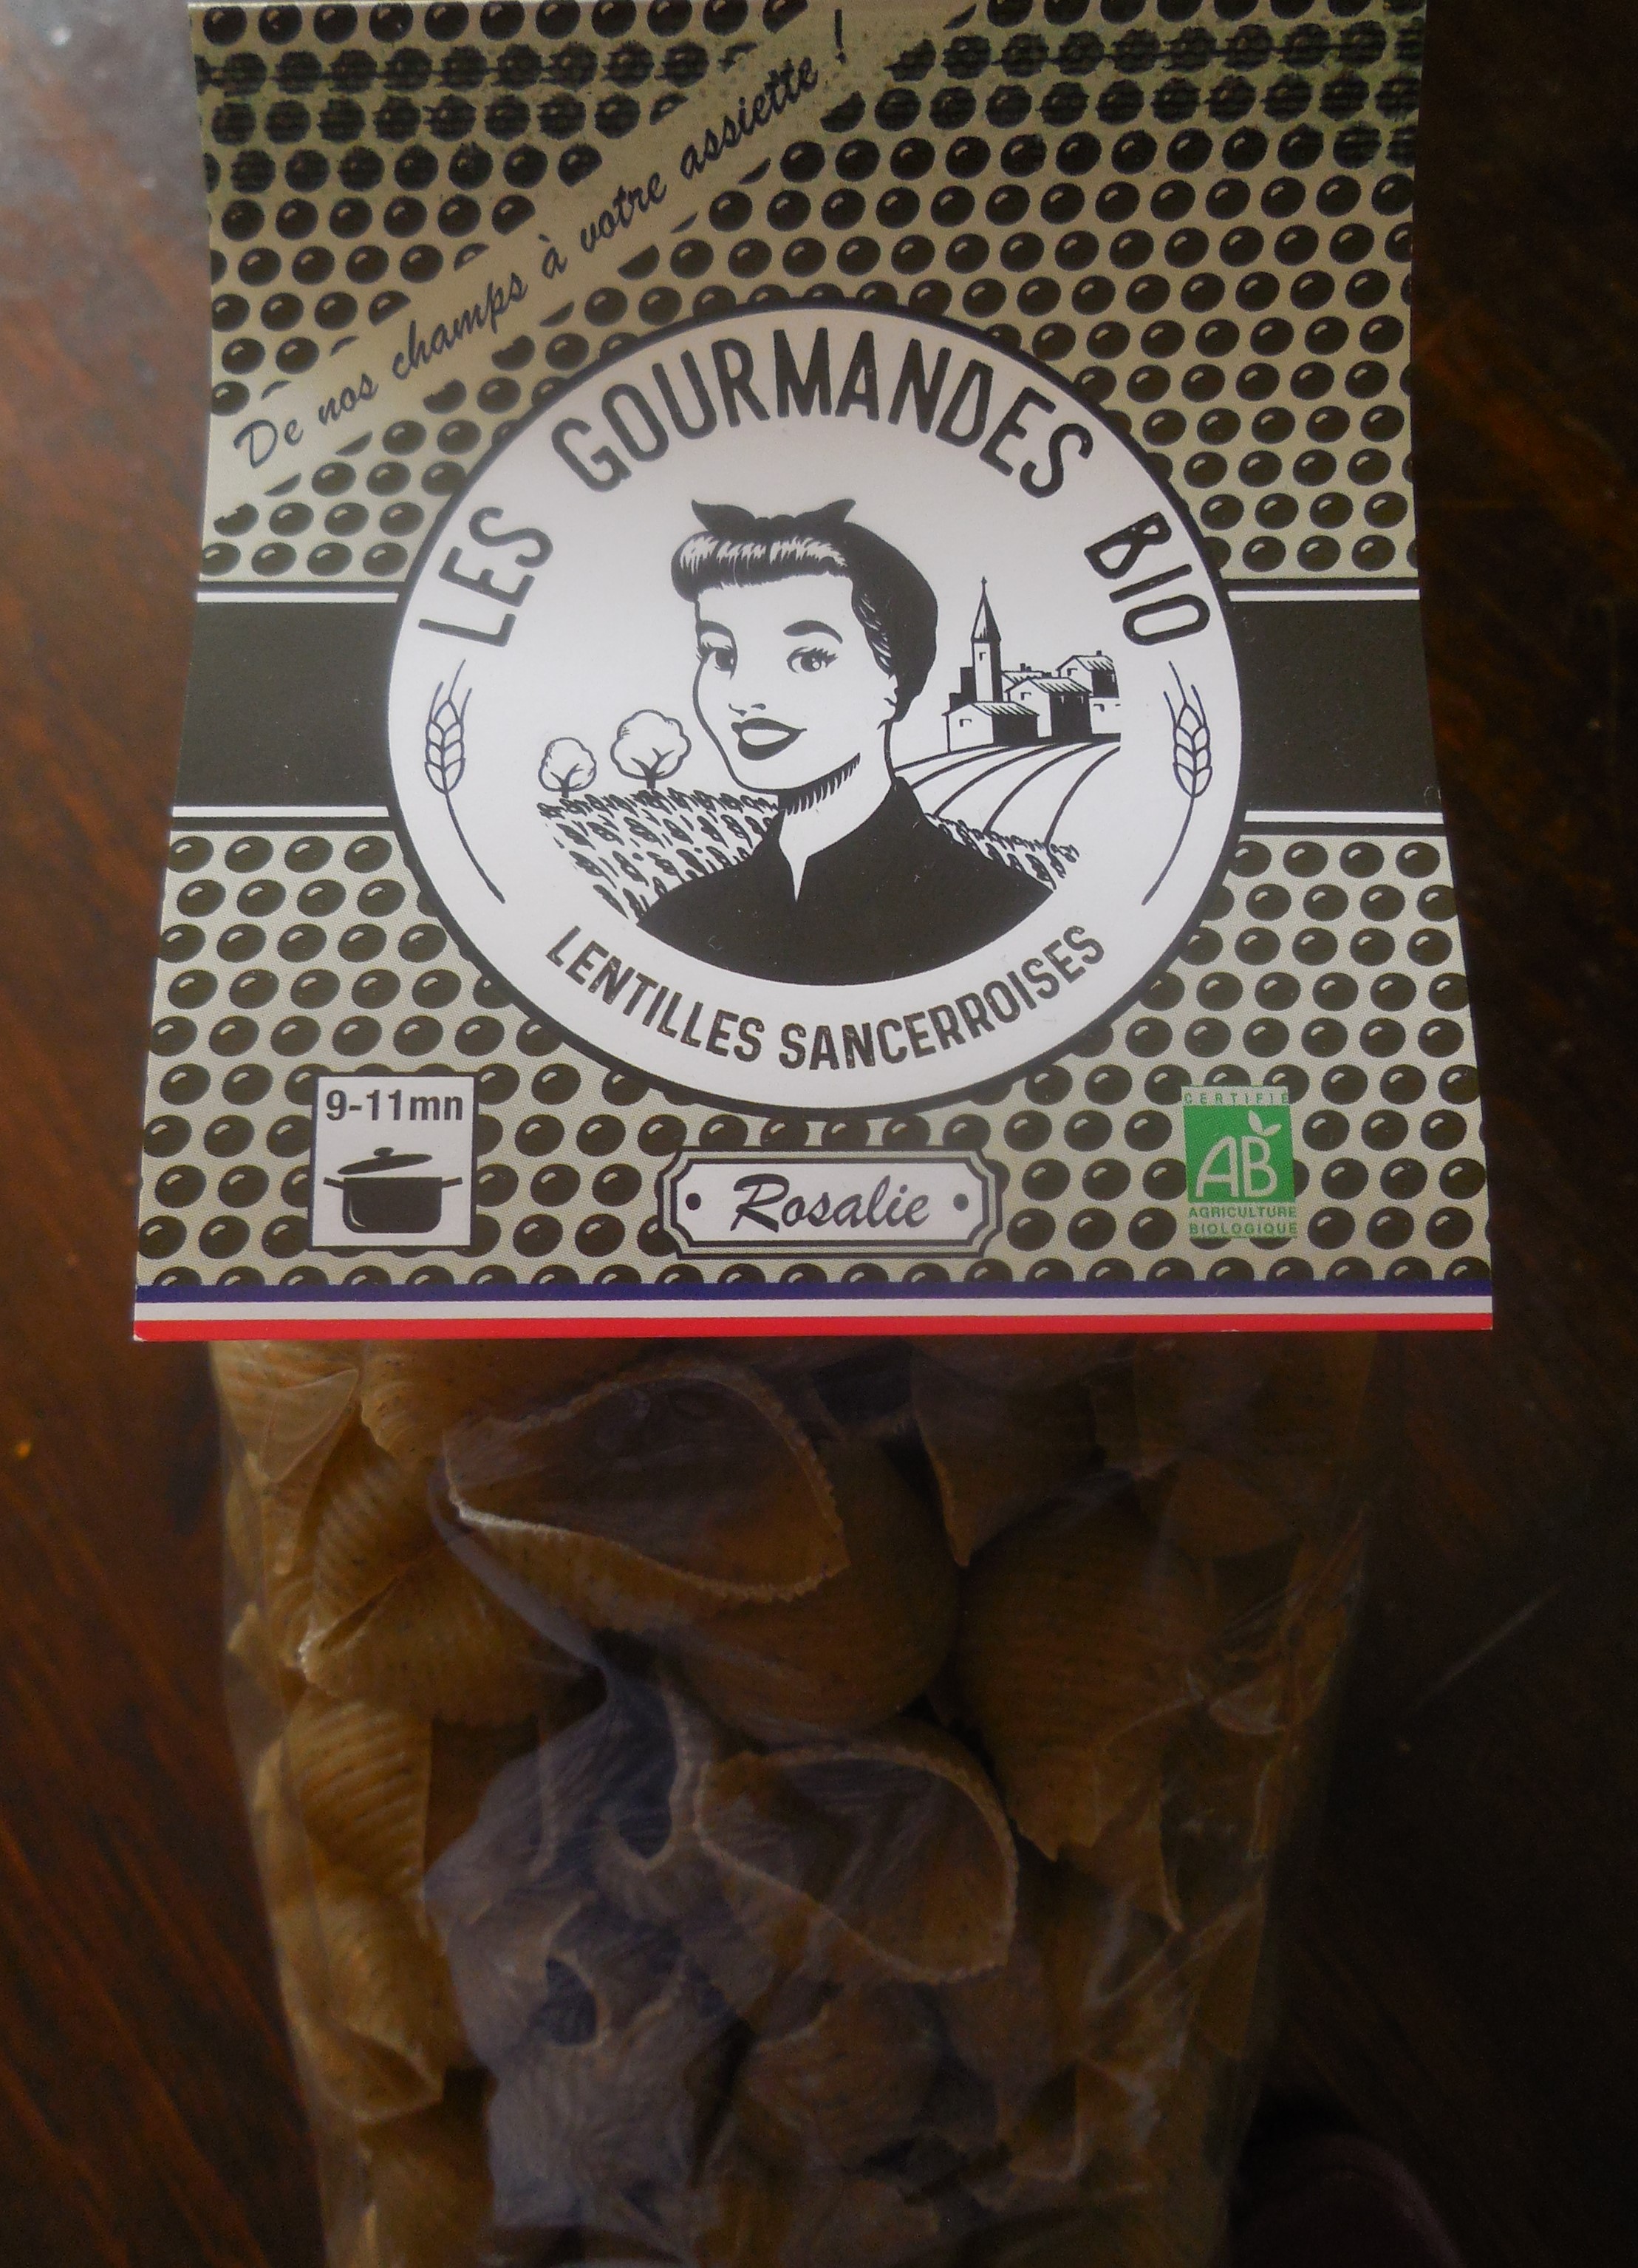 De nos champs à votre assiette !
LES GOURMANDES BIO
LENTILLES SANCERROISES
9-11mn
Rosalie
CERTIFIÉ
AB
AGRICULTURE
BIOLOGIQUE